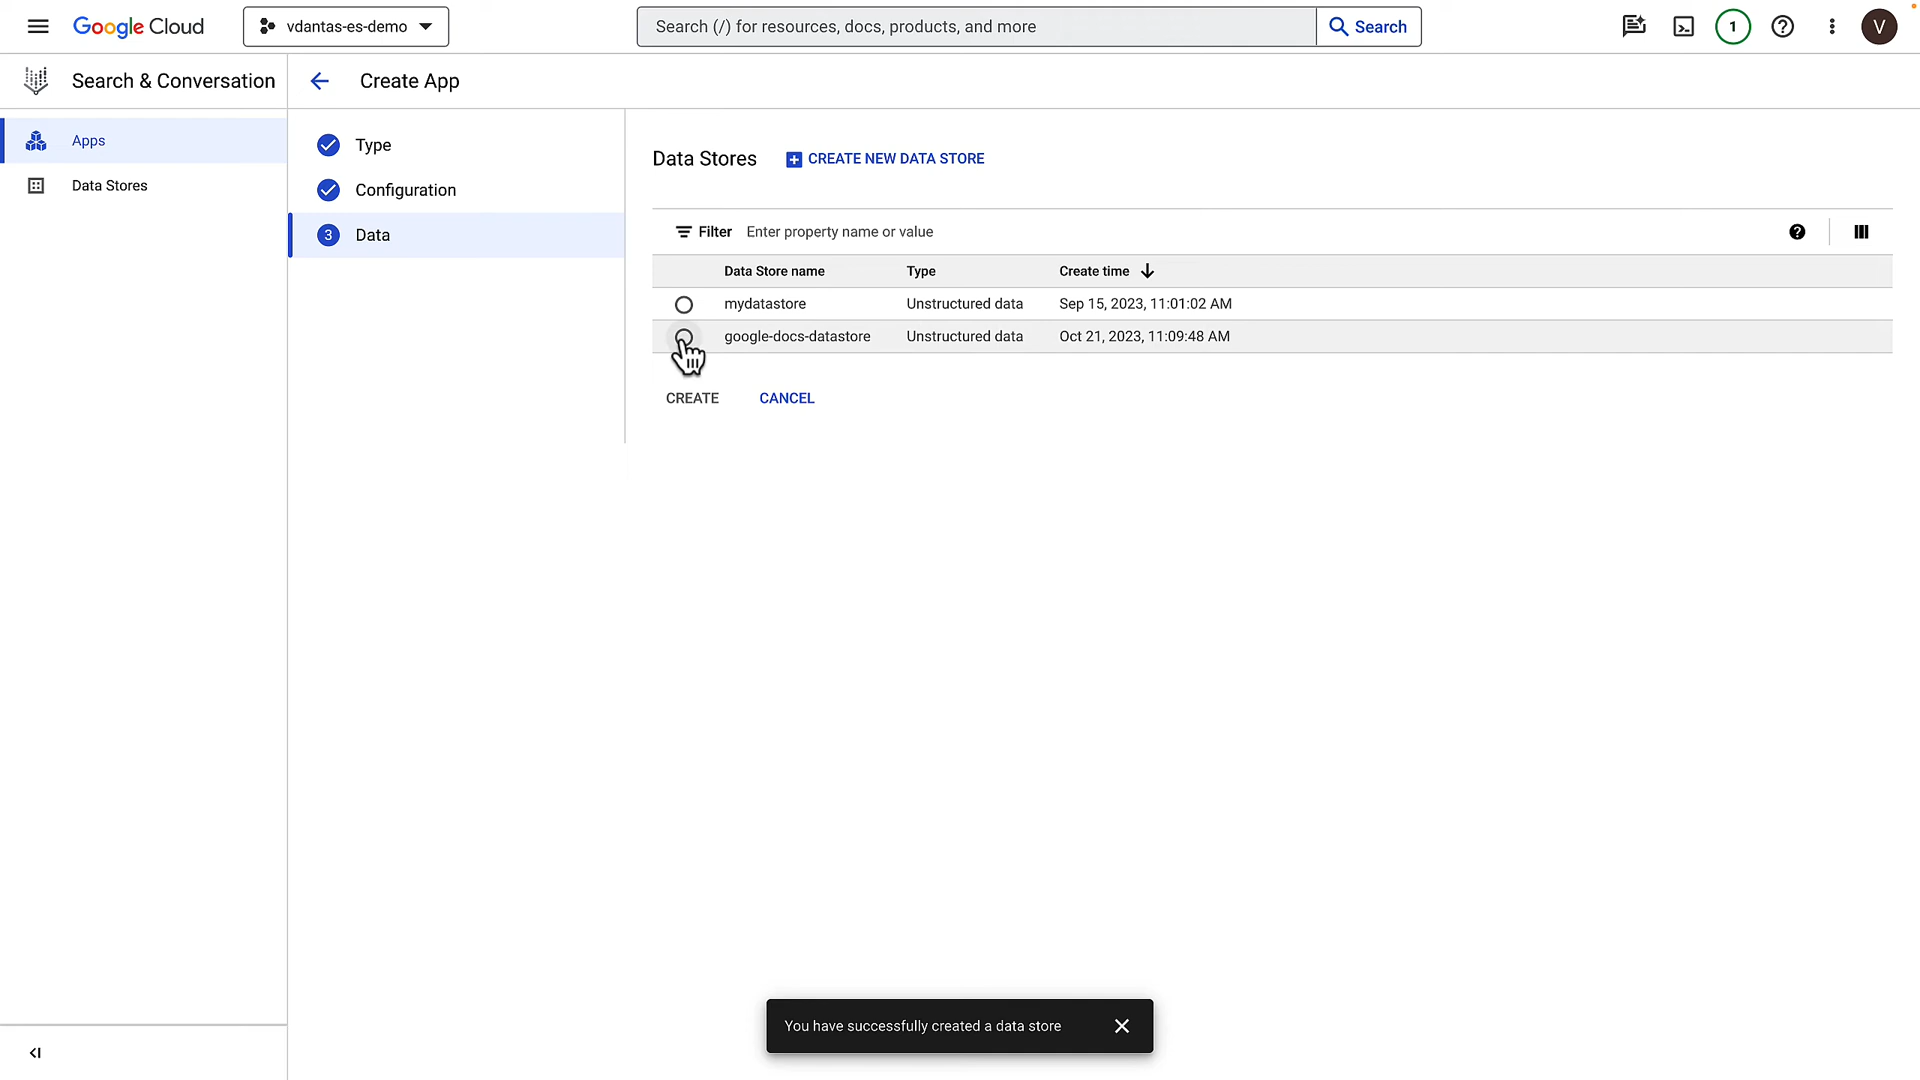 Google Cloud
vdantas-es-demo
Search (/) for resources, docs, products, and more
Search
1
V
Search & Conversation
Create App
Apps
Data Stores
Type
Configuration
3 Data
Data Stores
CREATE NEW DATA STORE
Filter Enter property name or value
Data Store name Type Create time
mydatastore Unstructured data Sep 15, 2023, 11:01:02 AM
google-docs-datastore Unstructured data Oct 21, 2023, 11:09:48 AM
CREATE CANCEL
You have successfully created a data store